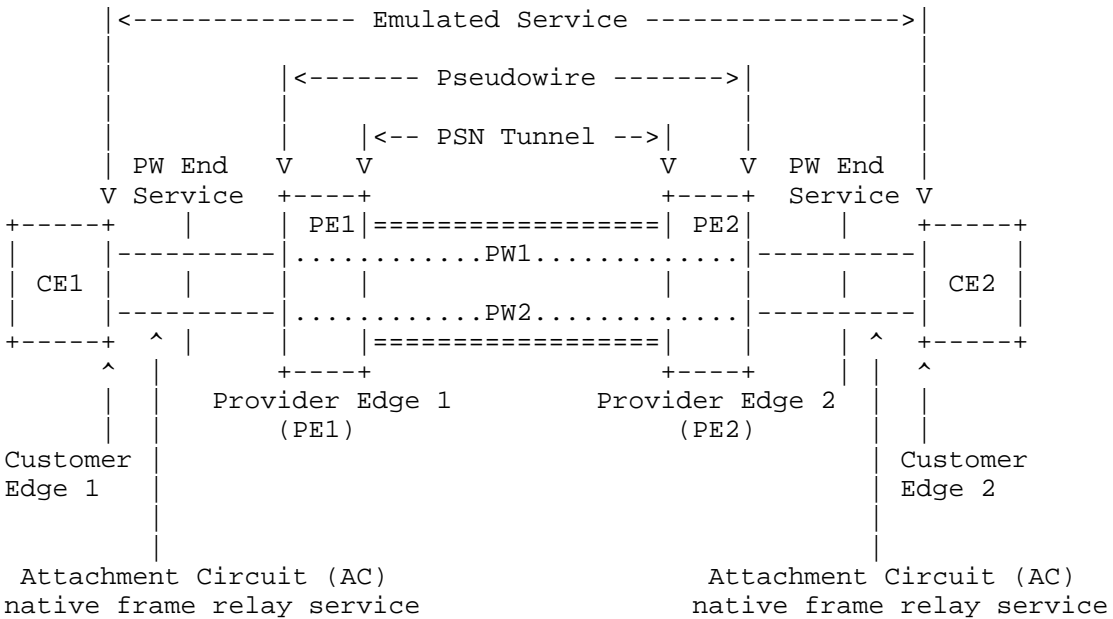 |<-------------- Emulated Service ---------------->|
|<------- Pseudowire ------->|
|<-- PSN Tunnel -->|
PW End V V V V PW End
V Service +----+ +----+ Service V
+-----+ | | PE1|==================| PE2| | +-----+
| |----------|............PW1.............|----------| |
| CE1 | | | | | | | | CE2 |
| |----------|............PW2.............|----------| |
+-----+ ^ | | |==================| | | ^ +-----+
^ | +----+ +----+ | | ^
| | Provider Edge 1 Provider Edge 2 | |
| | (PE1) (PE2) | |
Customer | | Customer
Edge 1 | | Edge 2
Attachment Circuit (AC) Attachment Circuit (AC)
native frame relay service native frame relay service